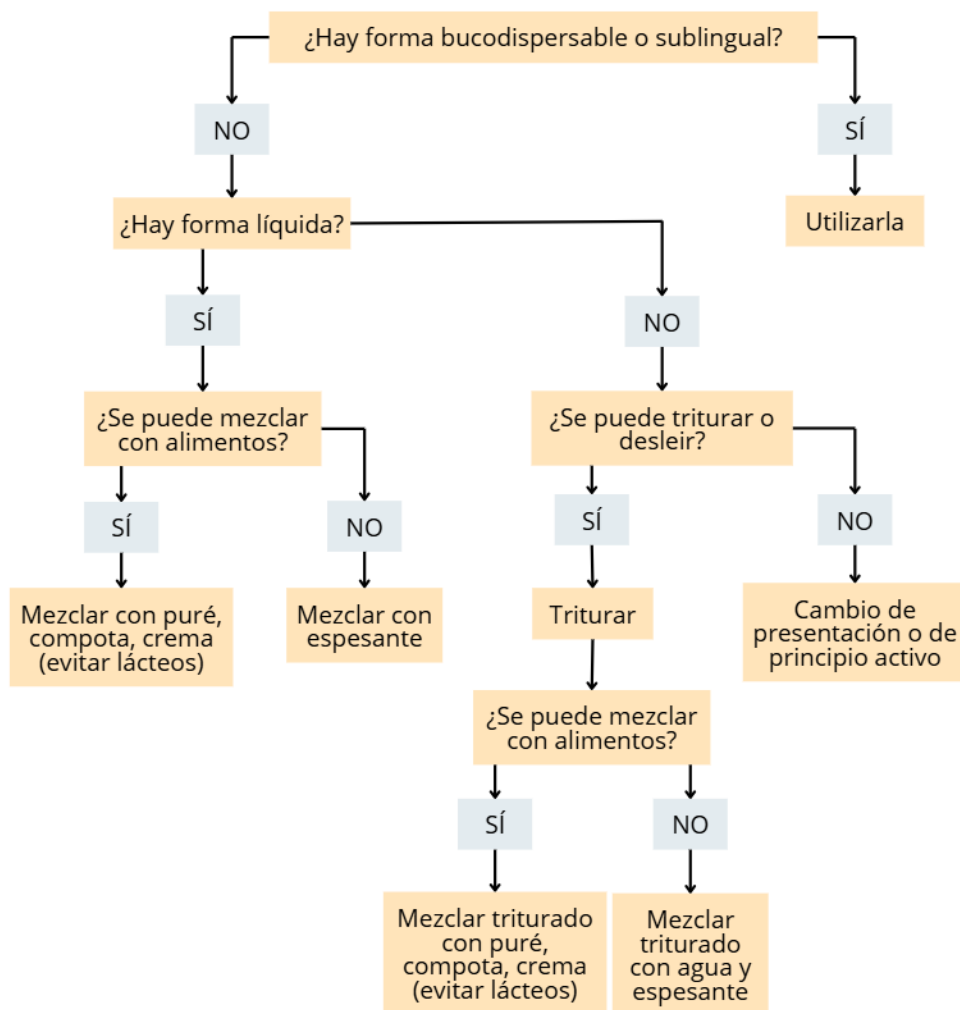 ¿Hay forma bucodispersable o sublingual?
NO
SÍ
¿Hay forma líquida?
Utilizarla
SÍ
NO
¿Se puede mezclar
con alimentos?
¿Se puede triturar o
desleir?
SÍ
NO
SÍ
NO
Mezclar con puré,
compota, crema
(evitar lácteos)
Mezclar con
espesante
Triturar
Cambio de
presentación o de
principio activo
¿Se puede mezclar
con alimentos?
SÍ
NO
Mezclar triturado
con puré,
compota, crema
(evitar lácteos)
Mezclar
triturado
con agua y
espesante